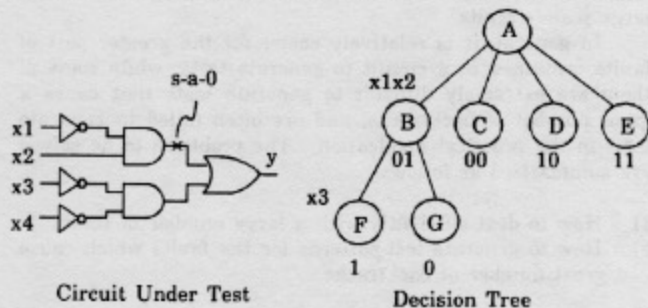 s-a-0
x1
x2
x3
x4
y
Circuit Under Test
A
x1x2
B
C
D
E
01
00
10
11
x3
F
G
1
0
Decision Tree